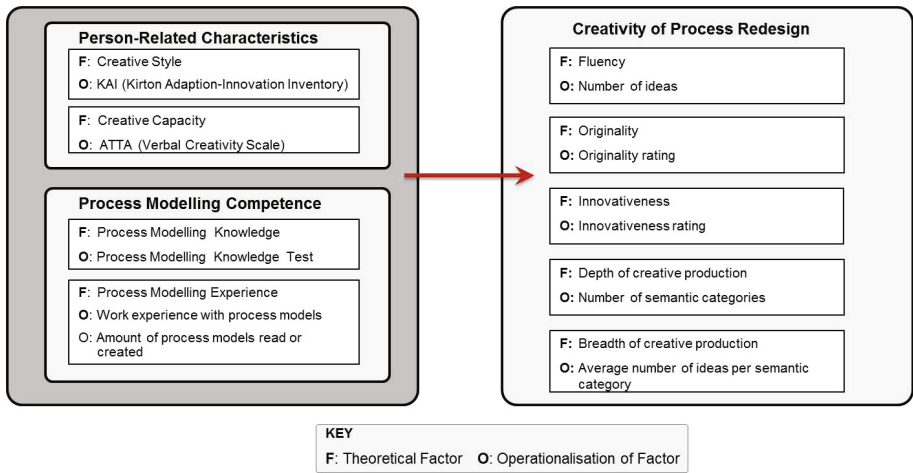 Person-Related Characteristics
F: Creative Style
O: KAI (Kirton Adaption-Innovation Inventory)
F: Creative Capacity
O: ATTA (Verbal Creativity Scale)
Process Modelling Competence
F: Process Modelling Knowledge
O: Process Modelling Knowledge Test
F: Process Modelling Experience
O: Work experience with process models
O: Amount of process models read or
created
Creativity of Process Redesign
F: Fluency
O: Number of ideas
F: Originality
O: Originality rating
F: Innovativeness
O: Innovativeness rating
F: Depth of creative production
O: Number of semantic categories
F: Breadth of creative production
O: Average number of ideas per semantic
category
KEY
F: Theoretical Factor O: Operationalisation of Factor